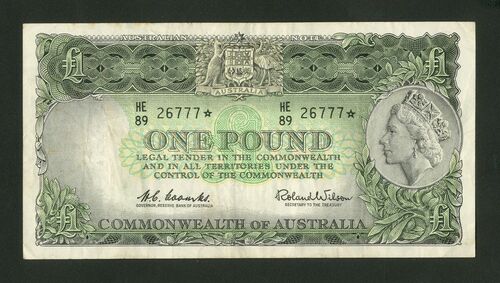 AUSTRALIAN NOTE
£1 £1
AUSTRALIA
HE 89 26777★ HE 89 26777★
ONE POUND
LEGAL TENDER IN THE COMMONWEALTH
AND IN ALL TERRITORIES UNDER
THE CONTROL OF THE COMMONWEALTH
H.C. Coombs Roland Wilson
GOVERNOR, RESERVE BANK OF AUSTRALIA SECRETARY TO THE TREASURY
£1 £1
COMMONWEALTH OF AUSTRALIA